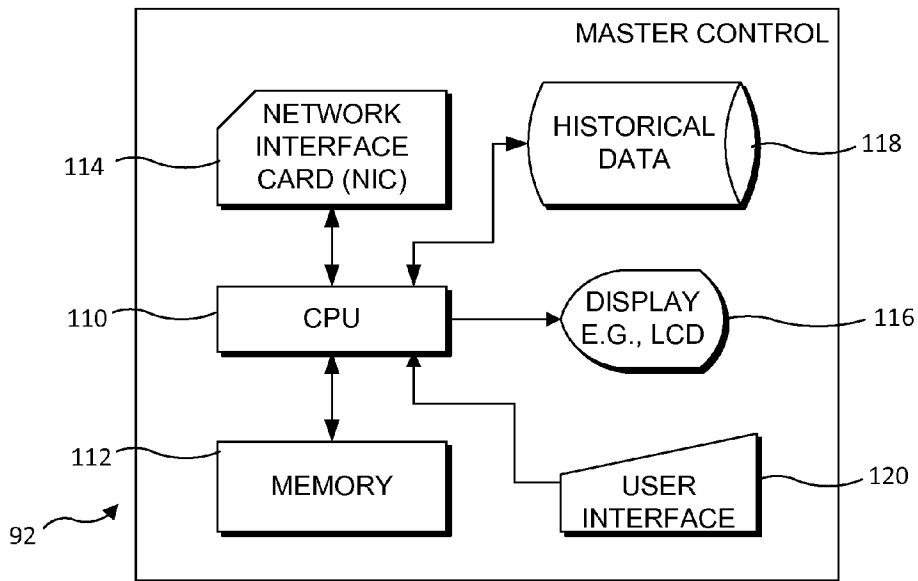 MASTER CONTROL
NETWORK
INTERFACE
CARD (NIC)
114
HISTORICAL
DATA
118
CPU
110
DISPLAY
E.G., LCD
116
MEMORY
112
USER
INTERFACE
120
92